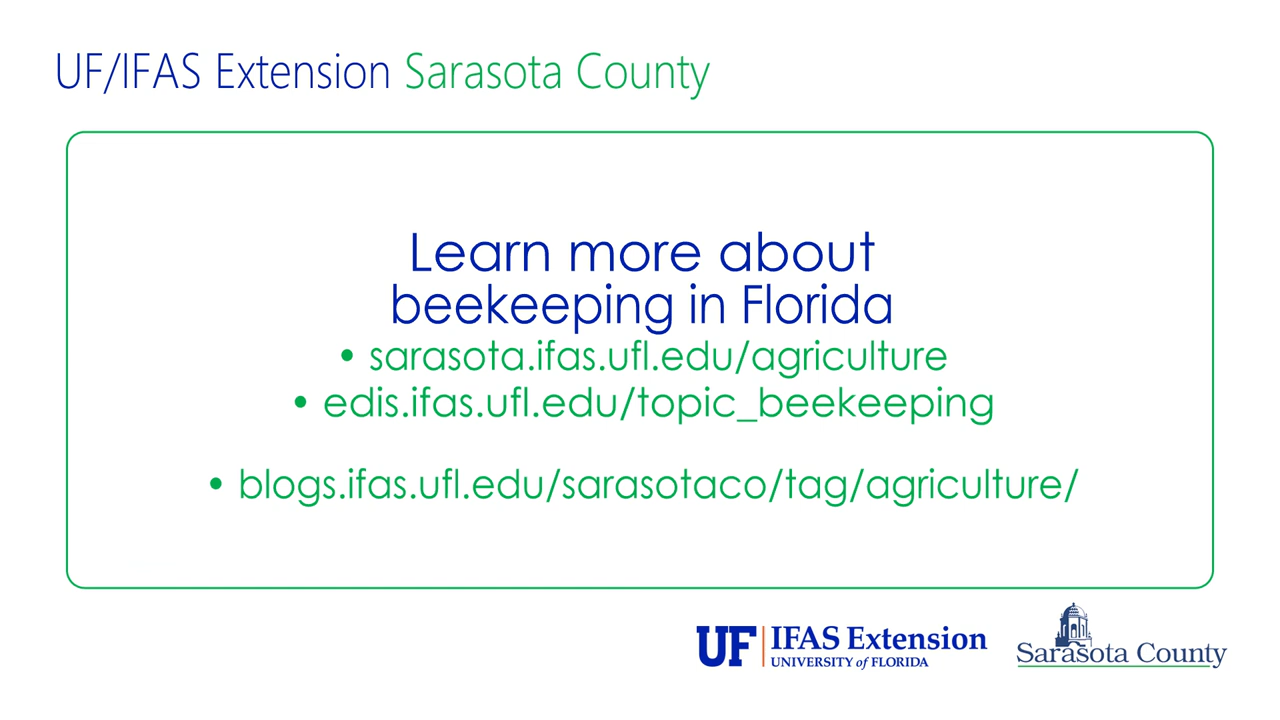 UF/IFAS Extension Sarasota County
Learn more about
beekeeping in Florida
• sarasota.ifas.ufl.edu/agriculture
• edis.ifas.ufl.edu/topic_beekeeping
• blogs.ifas.ufl.edu/sarasotaco/tag/agriculture/
UF IFAS Extension
UNIVERSITY of FLORIDA
Sarasota County